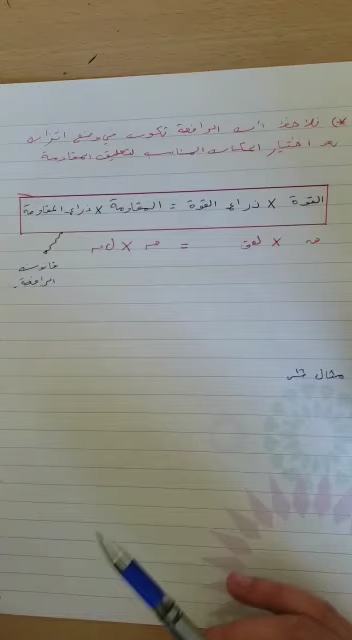 *) نلاحظ أن الرافعة تكون في وضع اتزان
عند اختيار المكان المناسب لتعليق المقاومة
القوة × ذراع القوة = المقاومة × ذراع المقاومة
قانون
الرافعة.
مثال